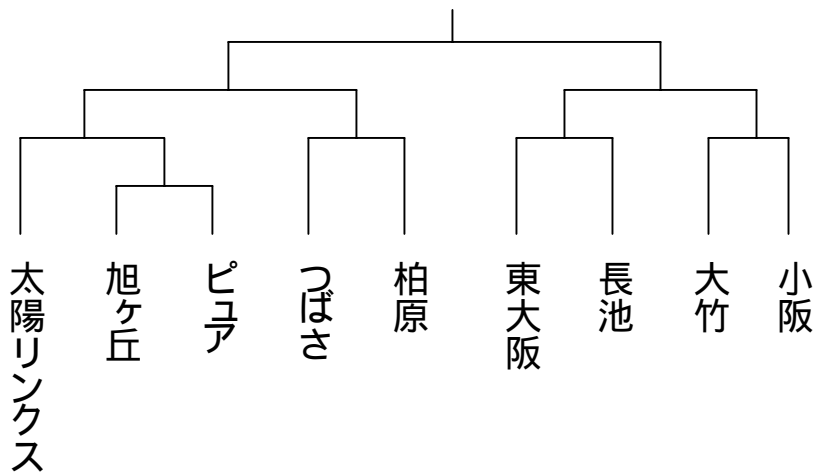 太陽リンクス
旭ヶ丘
ピュア
つばさ
柏原
東大阪
長池
大竹
小阪